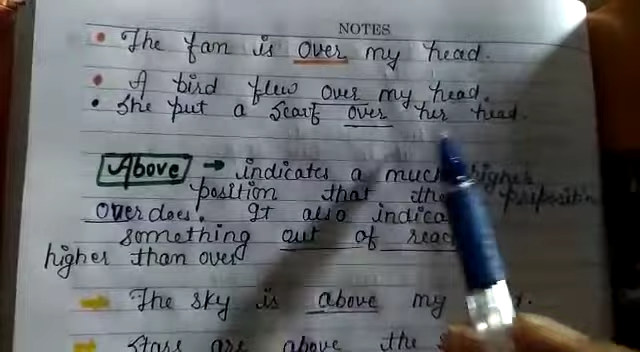 NOTES
The fan is over my head.
A bird flew over my head.
She put a scarf over her head.
Above → indicates a much higher
position that the preposition
over does. It also indica
something out of reac
higher than over
The sky is above my
Stars are above the